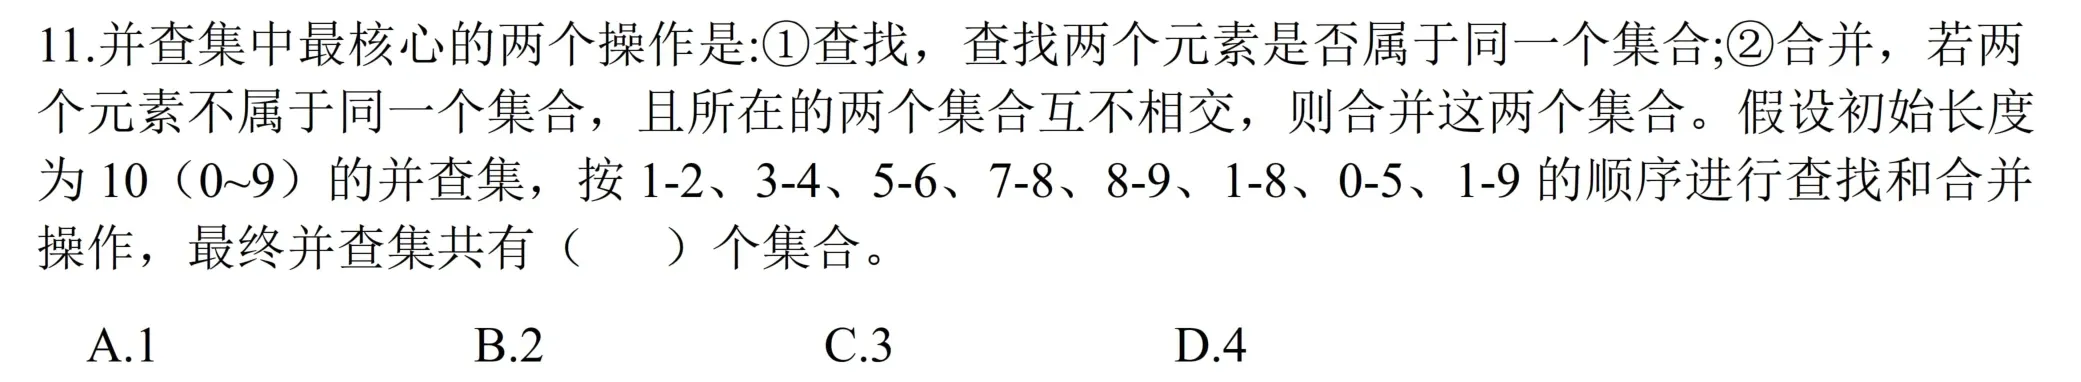 11.并查集中最核心的两个操作是:①查找，查找两个元素是否属于同一个集合;②合并，若两
个元素不属于同一个集合，且所在的两个集合互不相交，则合并这两个集合。假设初始长度
为 10（0~9）的并查集，按 1-2、3-4、5-6、7-8、8-9、1-8、0-5、1-9 的顺序进行查找和合并
操作，最终并查集共有（ ）个集合。
A.1 B.2 C.3 D.4